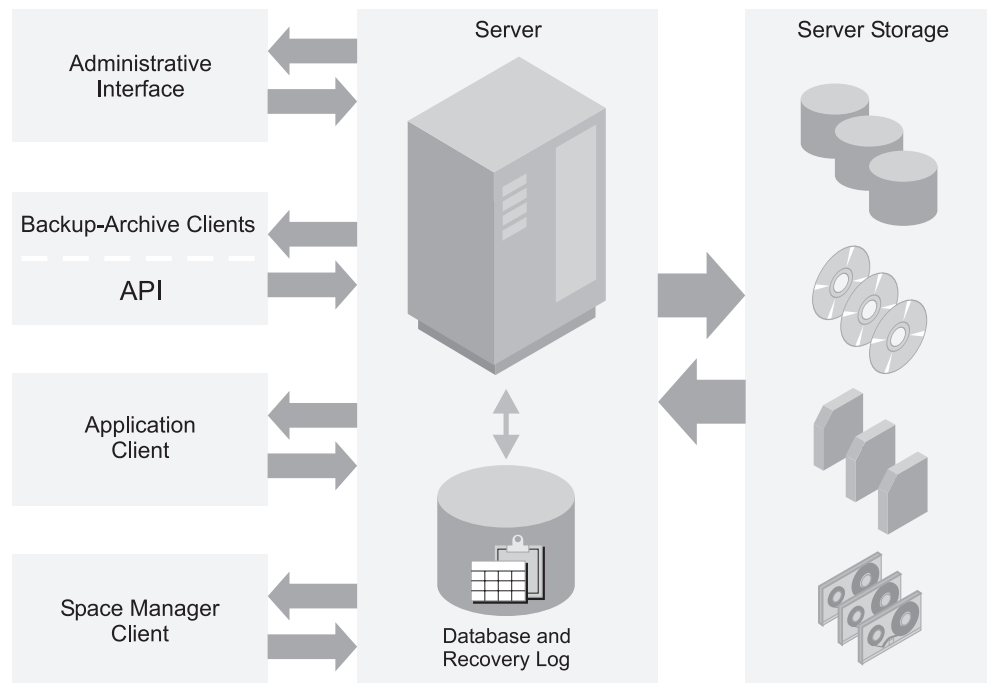 Administrative
Interface
Backup-Archive Clients
API
Application
Client
Space Manager
Client
Server
Database and
Recovery Log
Server Storage